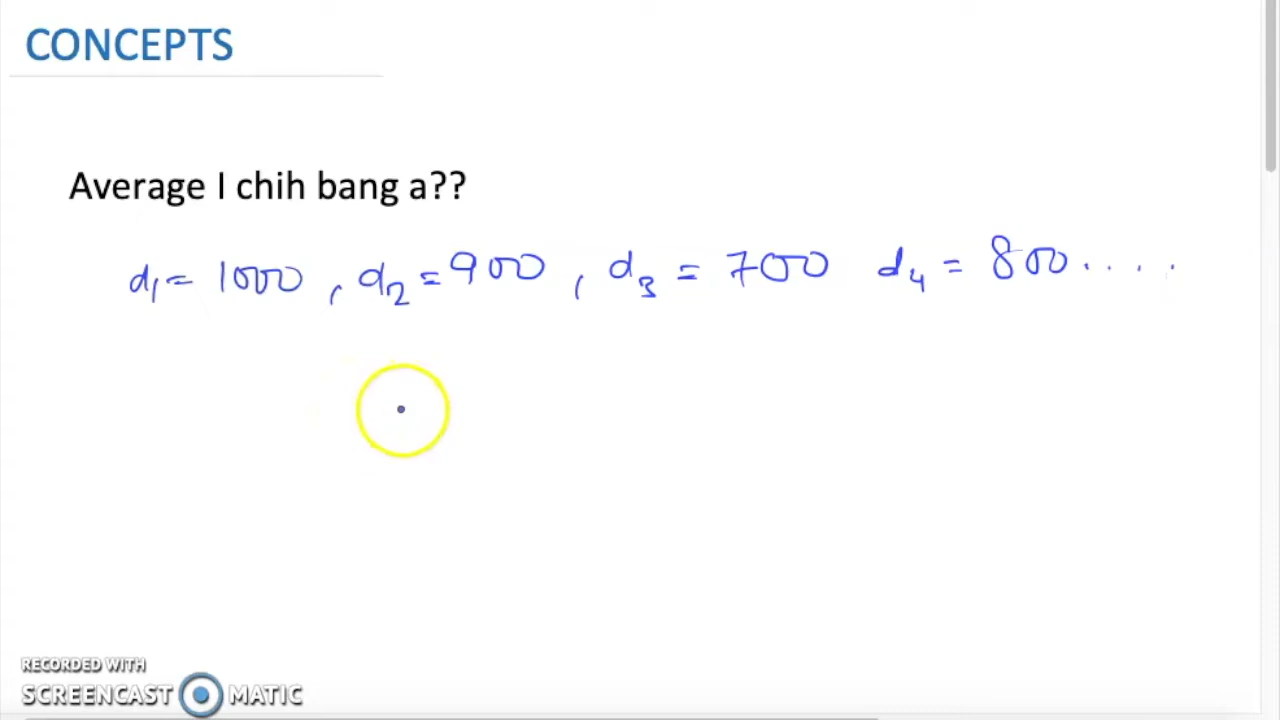 CONCEPTS
Average I chih bang a??
d1 = 1000 , d2 = 900 , d3 = 700 d4 = 800 . . . . .
RECORDED WITH
SCREENCAST MATIC